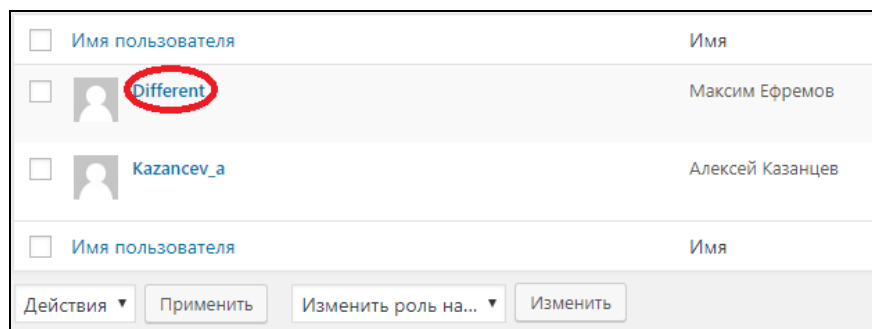 Имя пользователя Имя
Different Максим Ефремов
Kazancev_a Алексей Казанцев
Имя пользователя Имя
Действия Применить Изменить роль на... Изменить